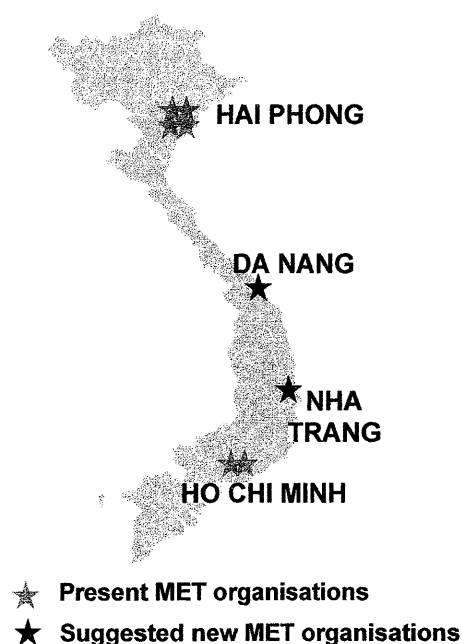 HAI PHONG
DA NANG
NHA
TRANG
HO CHI MINH
Present MET organisations
Suggested new MET organisations